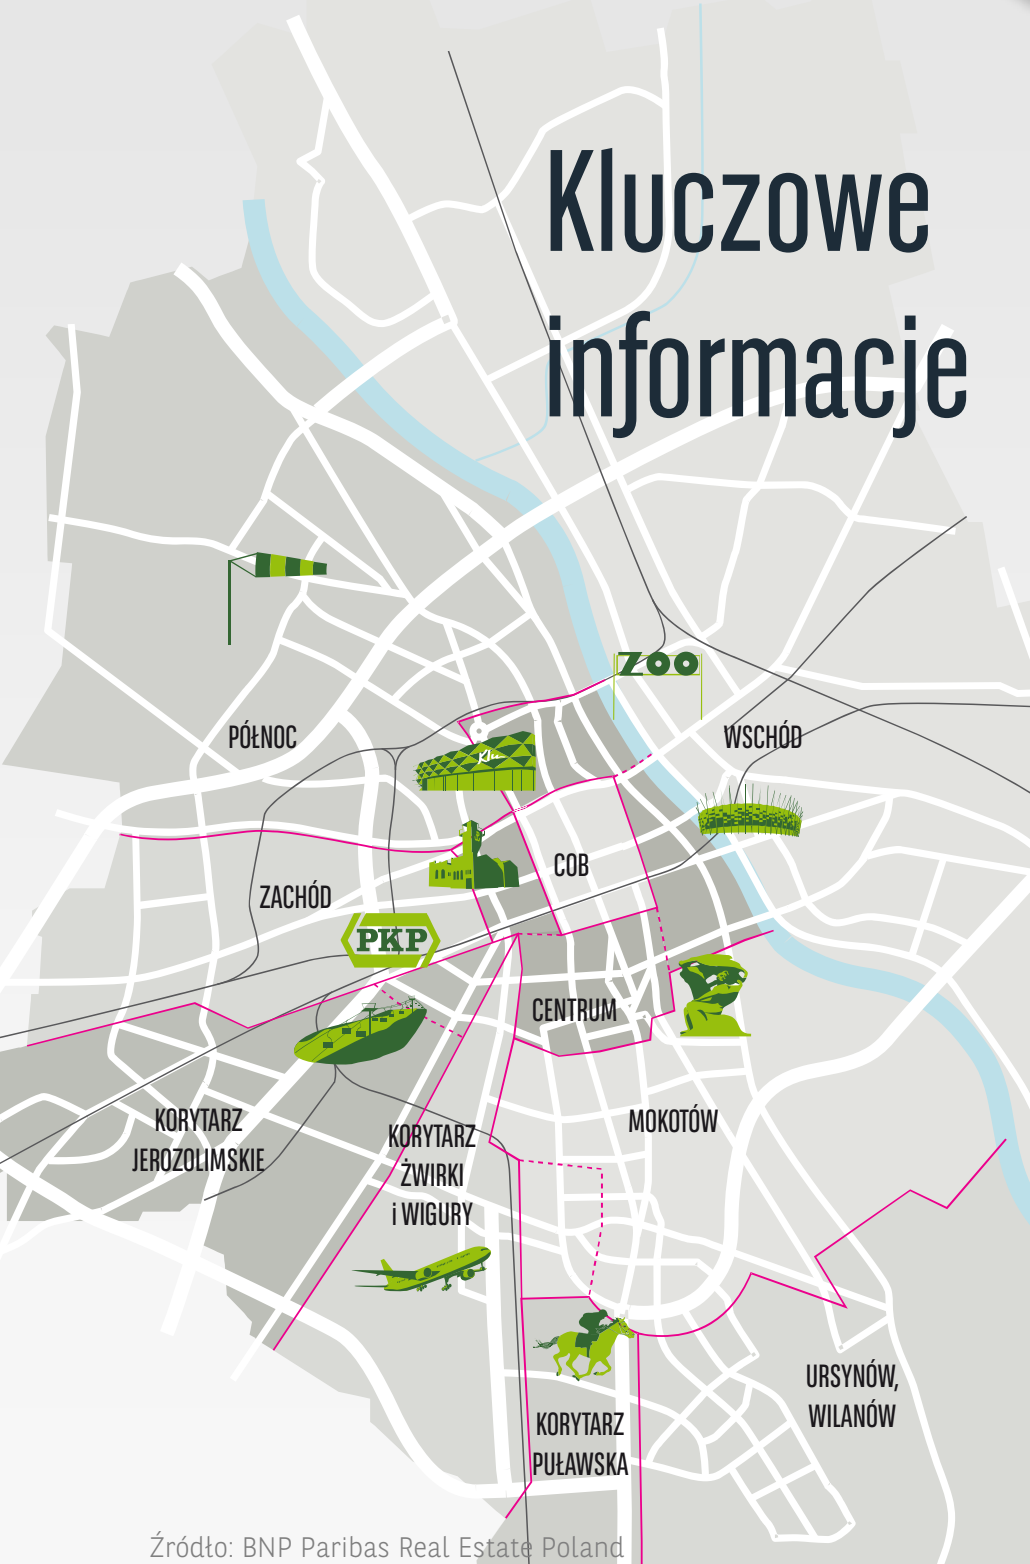 Kluczowe
informacje
ZOO
PÓŁNOC
WSCHÓD
Klu
COB
ZACHÓD
PKP
CENTRUM
KORYTARZ
JEROZOLIMSKIE
MOKOTÓW
KORYTARZ
ŻWIRKI
i WIGURY
URSYNÓW,
WILANÓW
KORYTARZ
PUŁAWSKA
Źródło: BNP Paribas Real Estate Poland